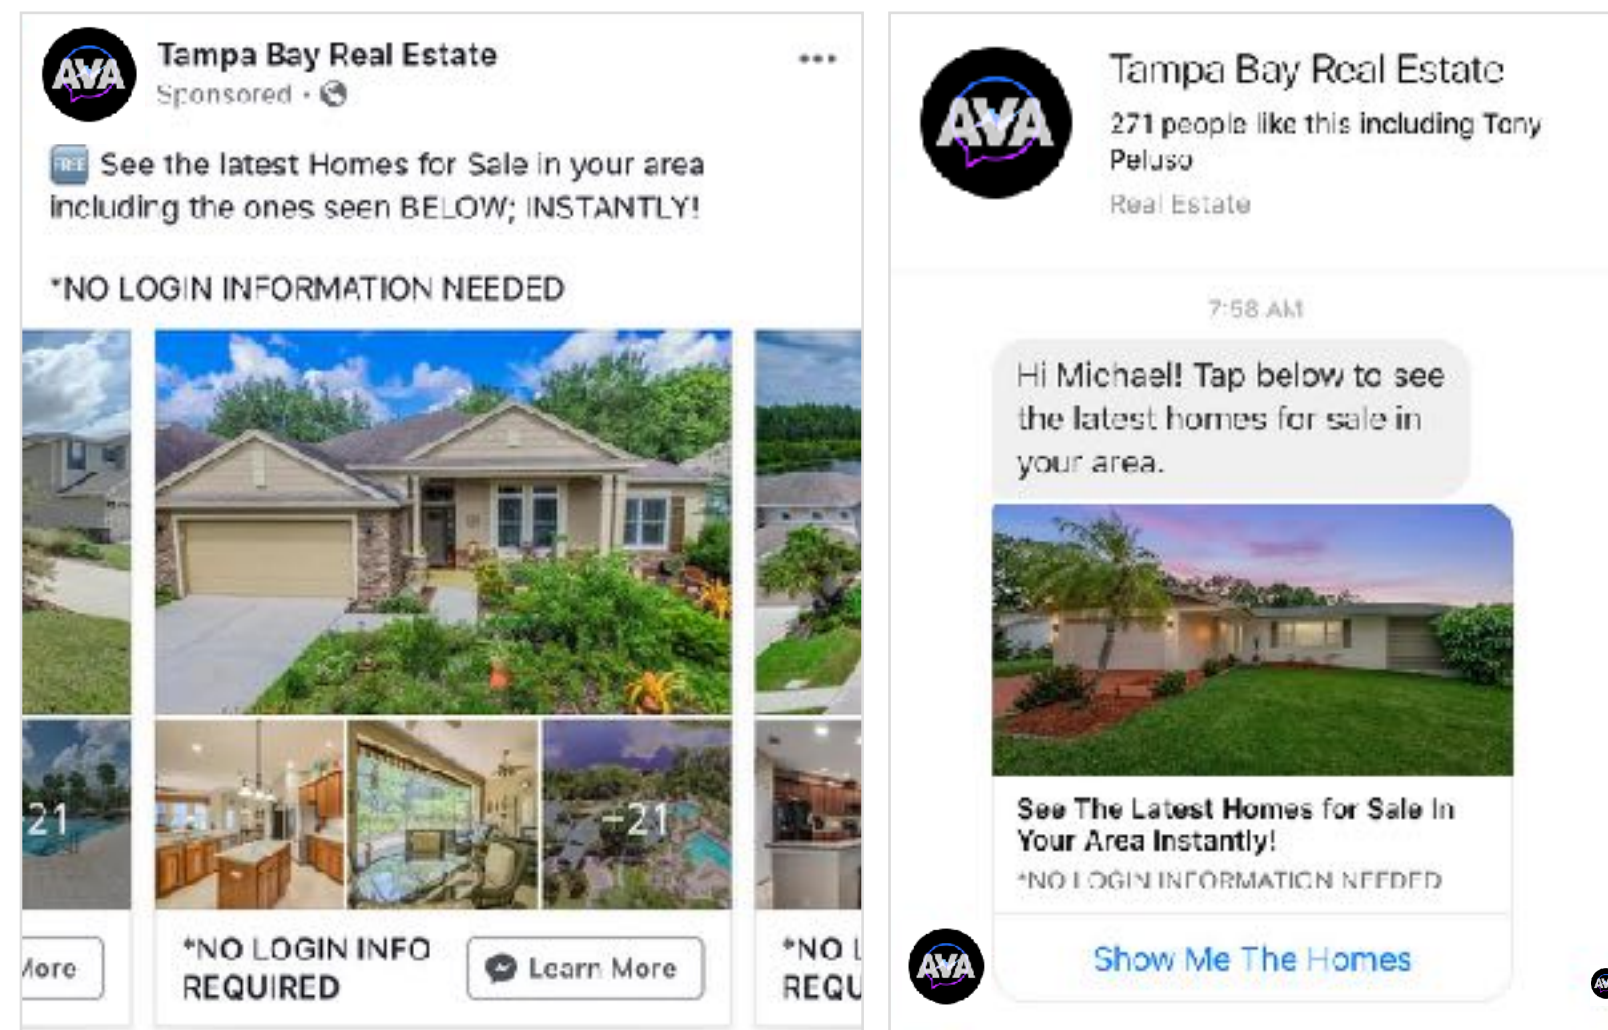 AVA
Tampa Bay Real Estate
Sponsored ·
FREE See the latest Homes for Sale in your area
including the ones seen BELOW; INSTANTLY!
*NO LOGIN INFORMATION NEEDED
21
+21
More
*NO LOGIN INFO
REQUIRED
Learn More
*NO L
REQU
AVA
Tampa Bay Real Estate
271 people like this including Tony
Peluso
Real Estate
7:58 AM
Hi Michael! Tap below to see
the latest homes for sale in
your area.
See The Latest Homes for Sale In
Your Area Instantly!
*NO LOGIN INFORMATION NEEDED
AVA
Show Me The Homes